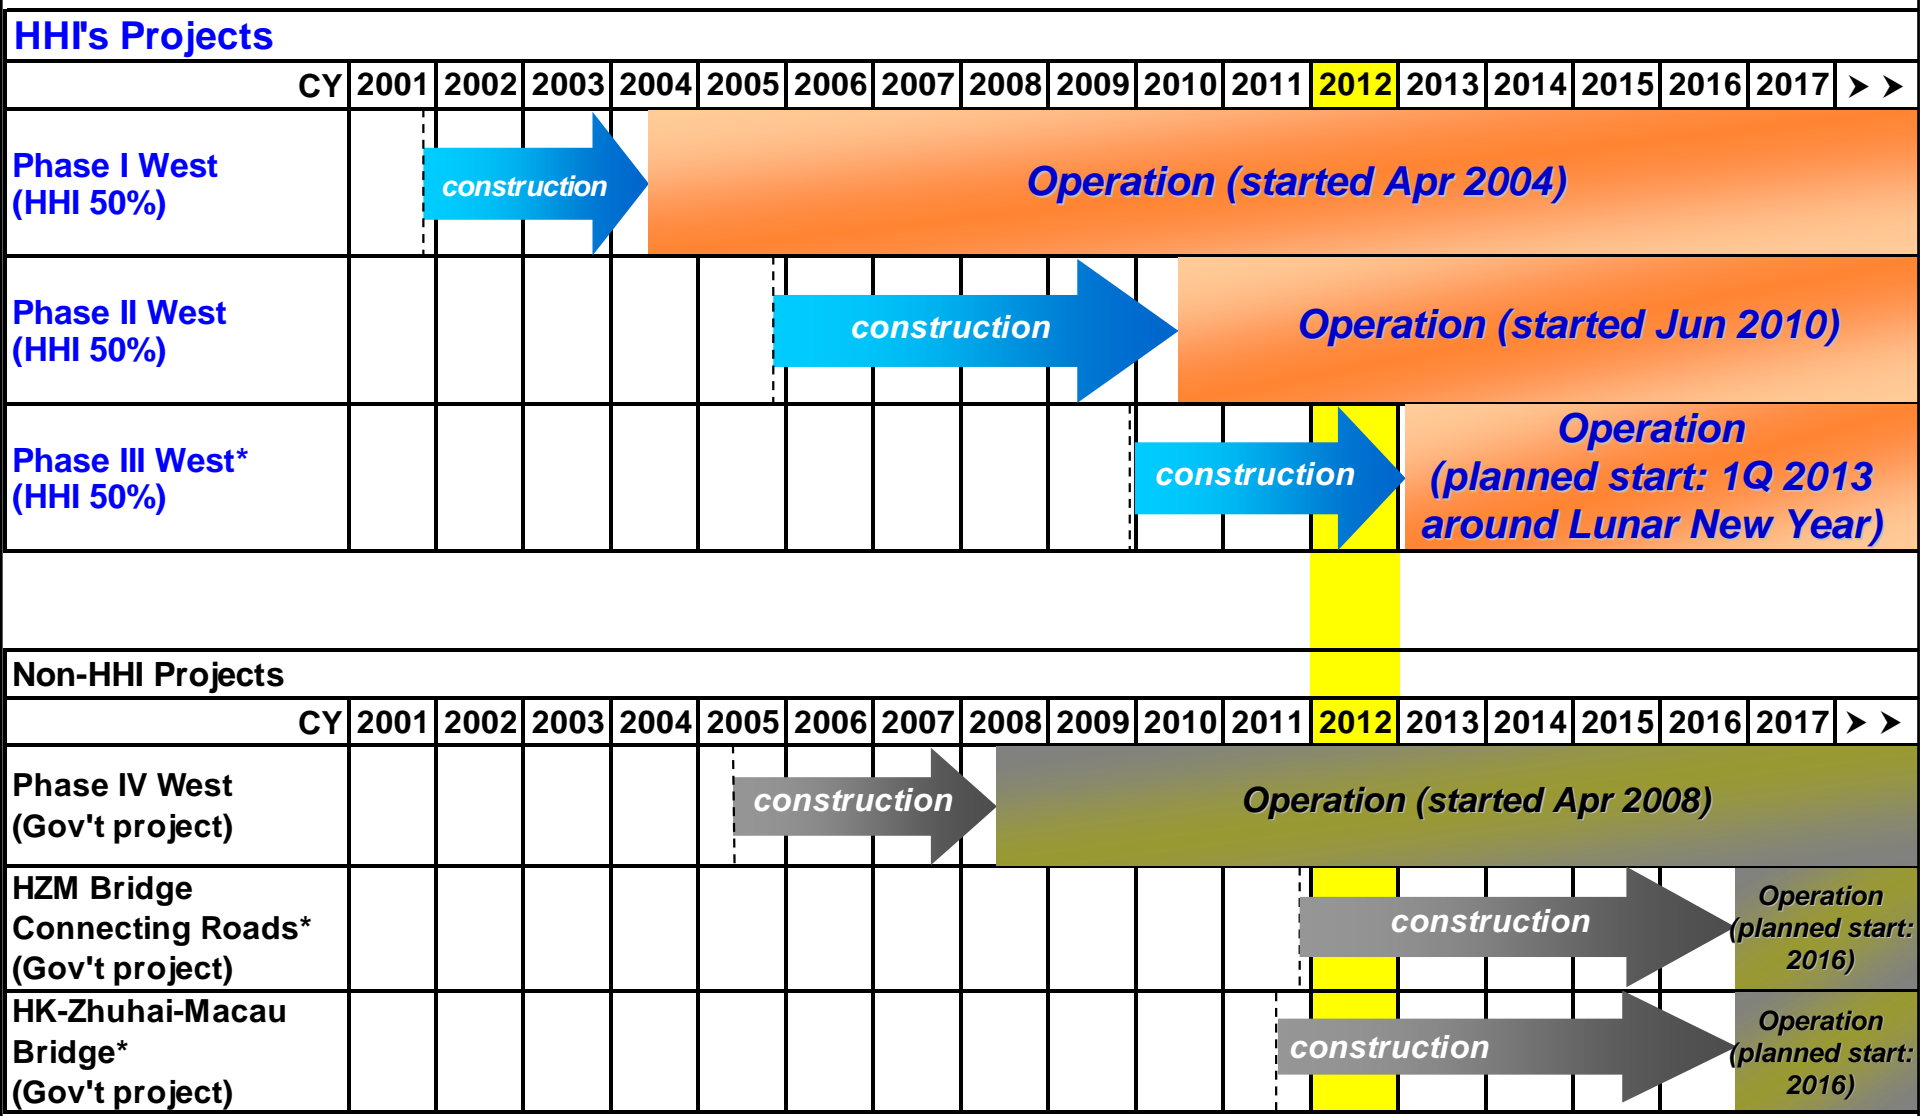 HHI's Projects
CY 2001 2002 2003 2004 2005 2006 2007 2008 2009 2010 2011 2012 2013 2014 2015 2016 2017
Phase I West
(HHI 50%)
construction
Operation (started Apr 2004)
Phase II West
(HHI 50%)
construction
Operation (started Jun 2010)
Phase III West*
(HHI 50%)
construction
Operation
(planned start: 1Q 2013
around Lunar New Year)
Non-HHI Projects
CY 2001 2002 2003 2004 2005 2006 2007 2008 2009 2010 2011 2012 2013 2014 2015 2016 2017
Phase IV West
(Gov't project)
construction
Operation (started Apr 2008)
HZM Bridge
Connecting Roads*
(Gov't project)
construction
Operation
(planned start:
2016)
HK-Zhuhai-Macau
Bridge*
(Gov't project)
construction
Operation
(planned start:
2016)